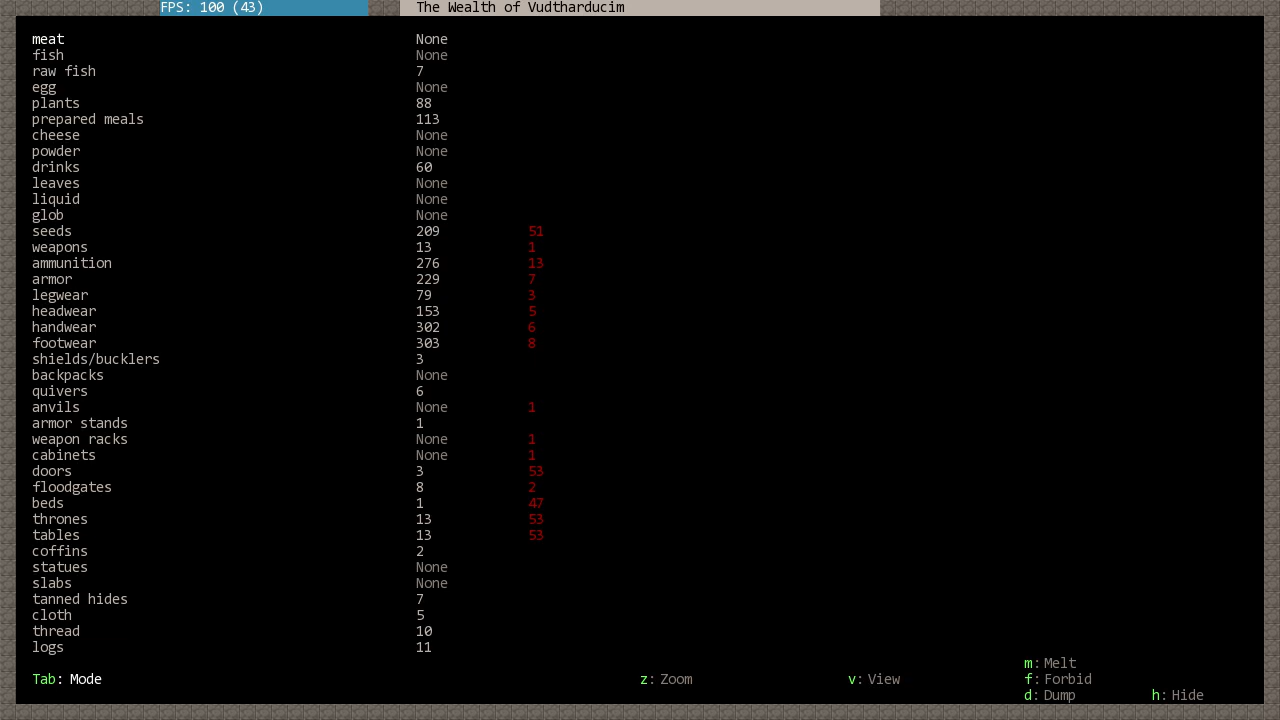 FPS: 100 (43) The Wealth of Vudtharducim
meat None
fish None
raw fish 7
egg None
plants 88
prepared meals 113
cheese None
powder None
drinks 60
leaves None
liquid None
glob None
seeds 209 51
weapons 13 1
ammunition 276 13
armor 229 7
legwear 79 3
headwear 153 5
handwear 302 6
footwear 303 8
shields/bucklers 3
backpacks None
quivers 6
anvils None 1
armor stands 1
weapon racks None 1
cabinets None 1
doors 3 53
floodgates 8 2
beds 1 47
thrones 13 53
tables 13 53
coffins 2
statues None
slabs None
tanned hides 7
cloth 5
thread 10
logs 11
m: Melt
Tab: Mode z: Zoom v: View f: Forbid
d: Dump h: Hide